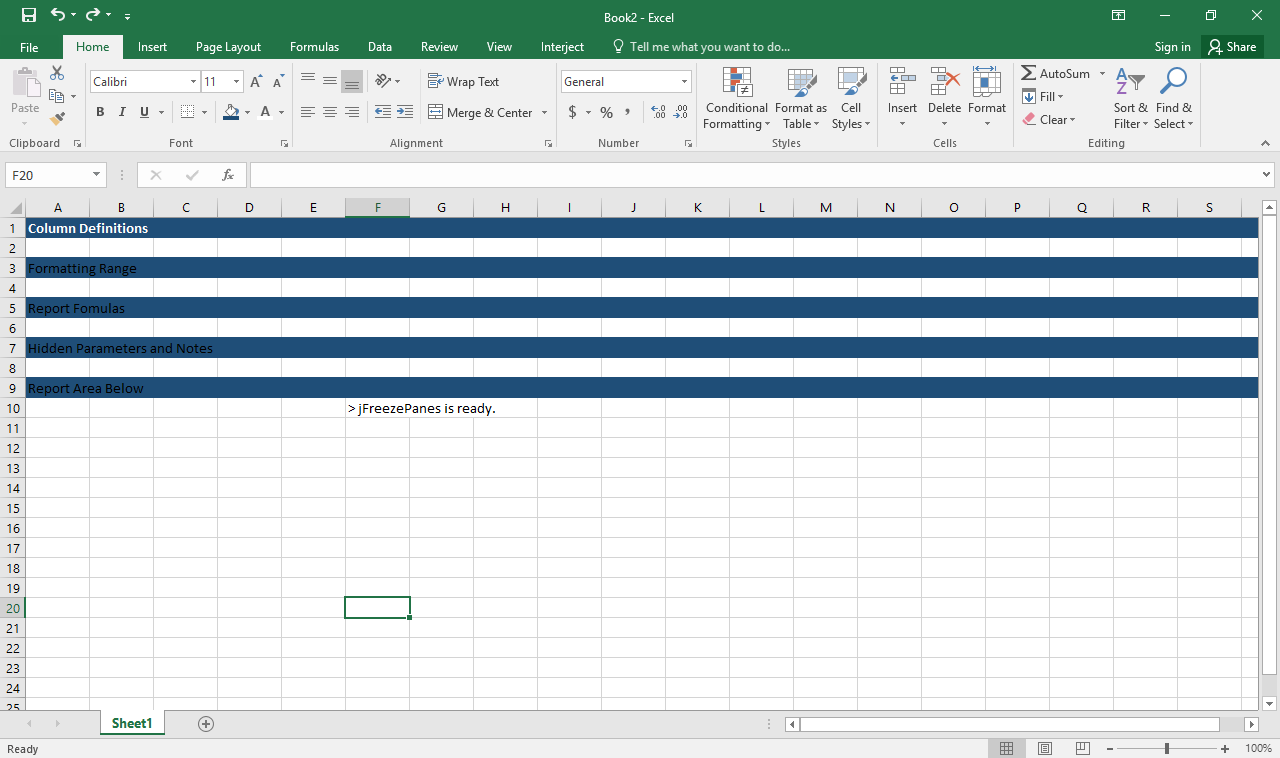 Book2 - Excel
File Home Insert Page Layout Formulas Data Review View Interject Tell me what you want to do... Sign in Share
Paste Calibri 11 Wrap Text General Conditional Formatting Format as Table Cell Styles Insert Delete Format AutoSum
B I U Merge & Center $ % , Fill Sort & Filter Find & Select
Clear
Clipboard Font Alignment Number Styles Cells Editing
F20 fx
A B C D E F G H I J K L M N O P Q R S
1 Column Definitions
2
3 Formatting Range
4
5 Report Fomulas
6
7 Hidden Parameters and Notes
8
9 Report Area Below
10 > jFreezePanes is ready.
11
12
13
14
15
16
17
18
19
20
21
22
23
24
25
Sheet1
Ready 100%